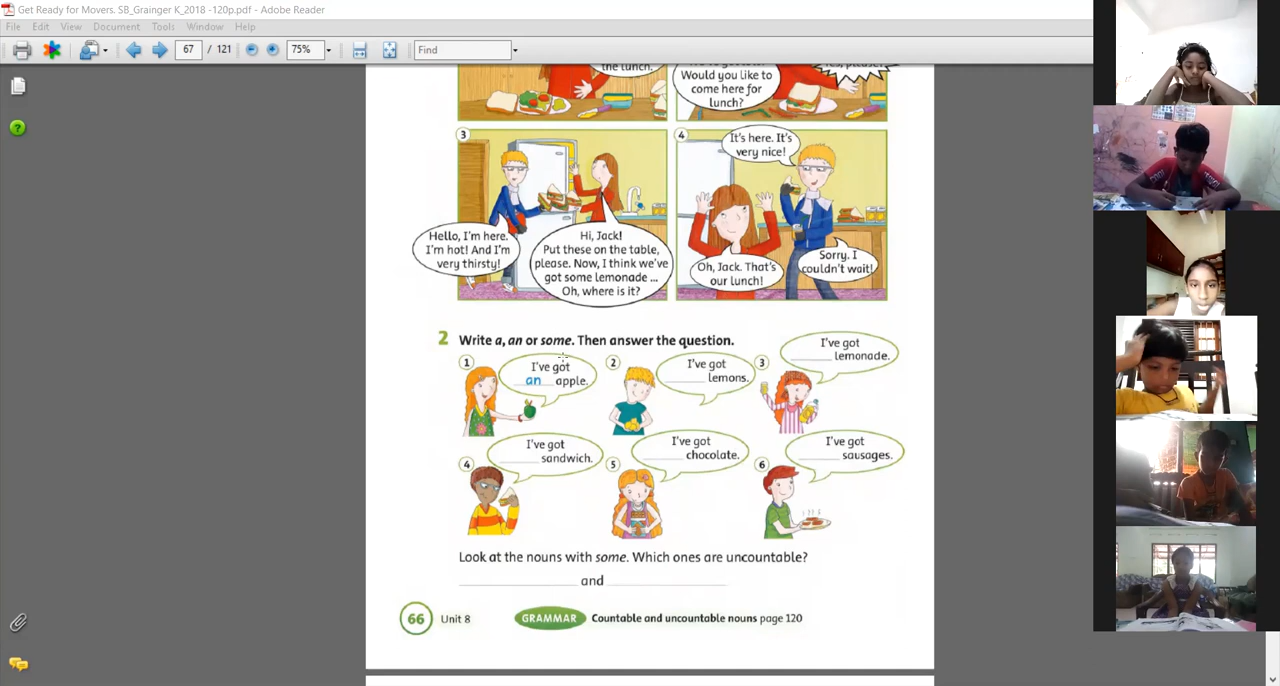 Get Ready for Movers. SB_Grainger K_2018 -120p.pdf - Adobe Reader
File Edit View Document Tools Window Help
67 / 121 75% Find
the lunch.
Would you like to
come here for
lunch?
3
Hello, I'm here.
I'm hot! And I'm
very thirsty!
Hi, Jack!
Put these on the table,
please. Now, I think we've
got some lemonade ...
Oh, where is it?
4
It's here. It's
very nice!
Oh, Jack. That's
our lunch!
Sorry. I
couldn't wait!
2 Write a, an or some. Then answer the question.
1
I've got
an apple.
2
I've got
lemons.
3
I've got
lemonade.
4
I've got
sandwich.
5
I've got
chocolate.
6
I've got
sausages.
Look at the nouns with some. Which ones are uncountable?
and
66 Unit 8 GRAMMAR Countable and uncountable nouns page 120